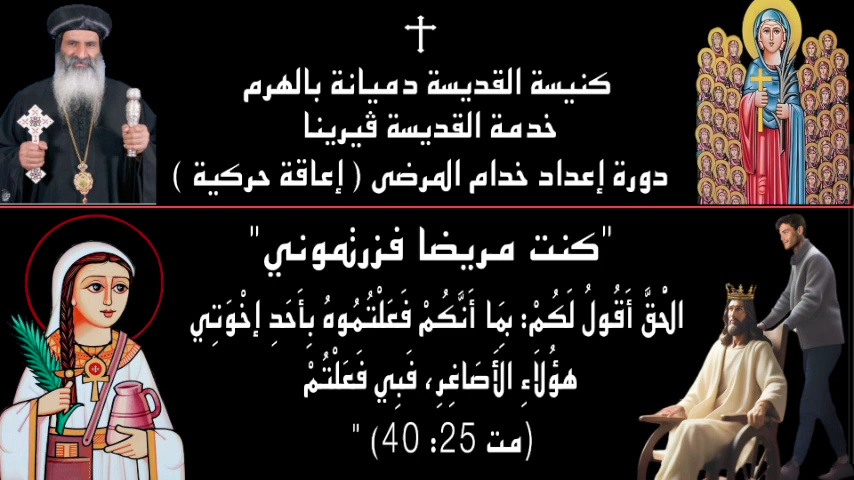 كنيسة القديسة دميانة بالهرم
خدمة القديسة ڤيرينا
دورة إعداد خدام المرضى ( إعاقة حركية )
"كنت مريضا فزرتموني"
الْحَقَّ أَقُولُ لَكُمْ: بِمَا أَنَّكُمْ فَعَلْتُمُوهُ بِأَحَدِ إخْوَتِي
هؤُلاَءِ الأَصَاغِرِ، فَبِي فَعَلْتُمْ
(مت 25: 40) "